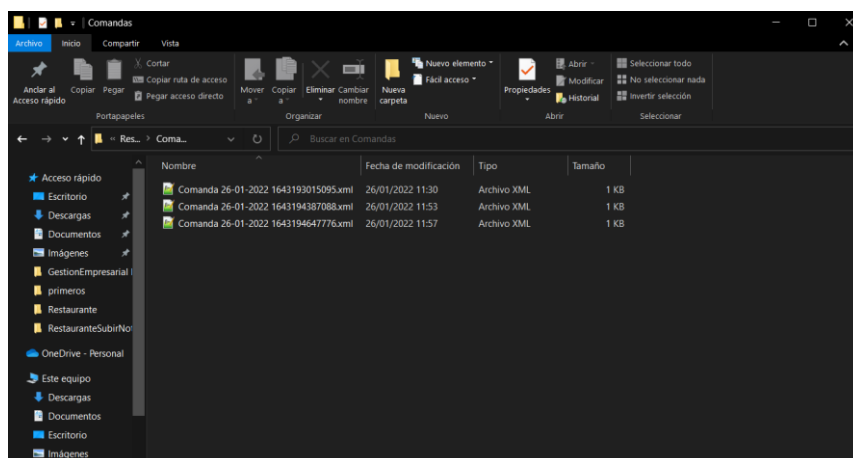 Comandas
Archivo Inicio Compartir Vista
Anclar al Acceso rápido
Copiar
Pegar
Cortar
Copiar ruta de acceso
Pegar acceso directo
Portapapeles
Mover a
Copiar a
Eliminar
Cambiar nombre
Organizar
Nueva carpeta
Nuevo elemento
Fácil acceso
Nuevo
Propiedades
Abrir
Modificar
Historial
Abrir
Seleccionar todo
No seleccionar nada
Invertir selección
Seleccionar
« Res... > Coma...
Buscar en Comandas
Nombre Fecha de modificación Tipo Tamaño
Comanda 26-01-2022 1643193015095.xml 26/01/2022 11:30 Archivo XML 1 KB
Comanda 26-01-2022 1643194387088.xml 26/01/2022 11:53 Archivo XML 1 KB
Comanda 26-01-2022 1643194647776.xml 26/01/2022 11:57 Archivo XML 1 KB
Acceso rápido
Escritorio
Descargas
Documentos
Imágenes
GestionEmpresarial
primeros
Restaurante
RestauranteSubirNo
OneDrive - Personal
Este equipo
Descargas
Documentos
Escritorio
Imágenes